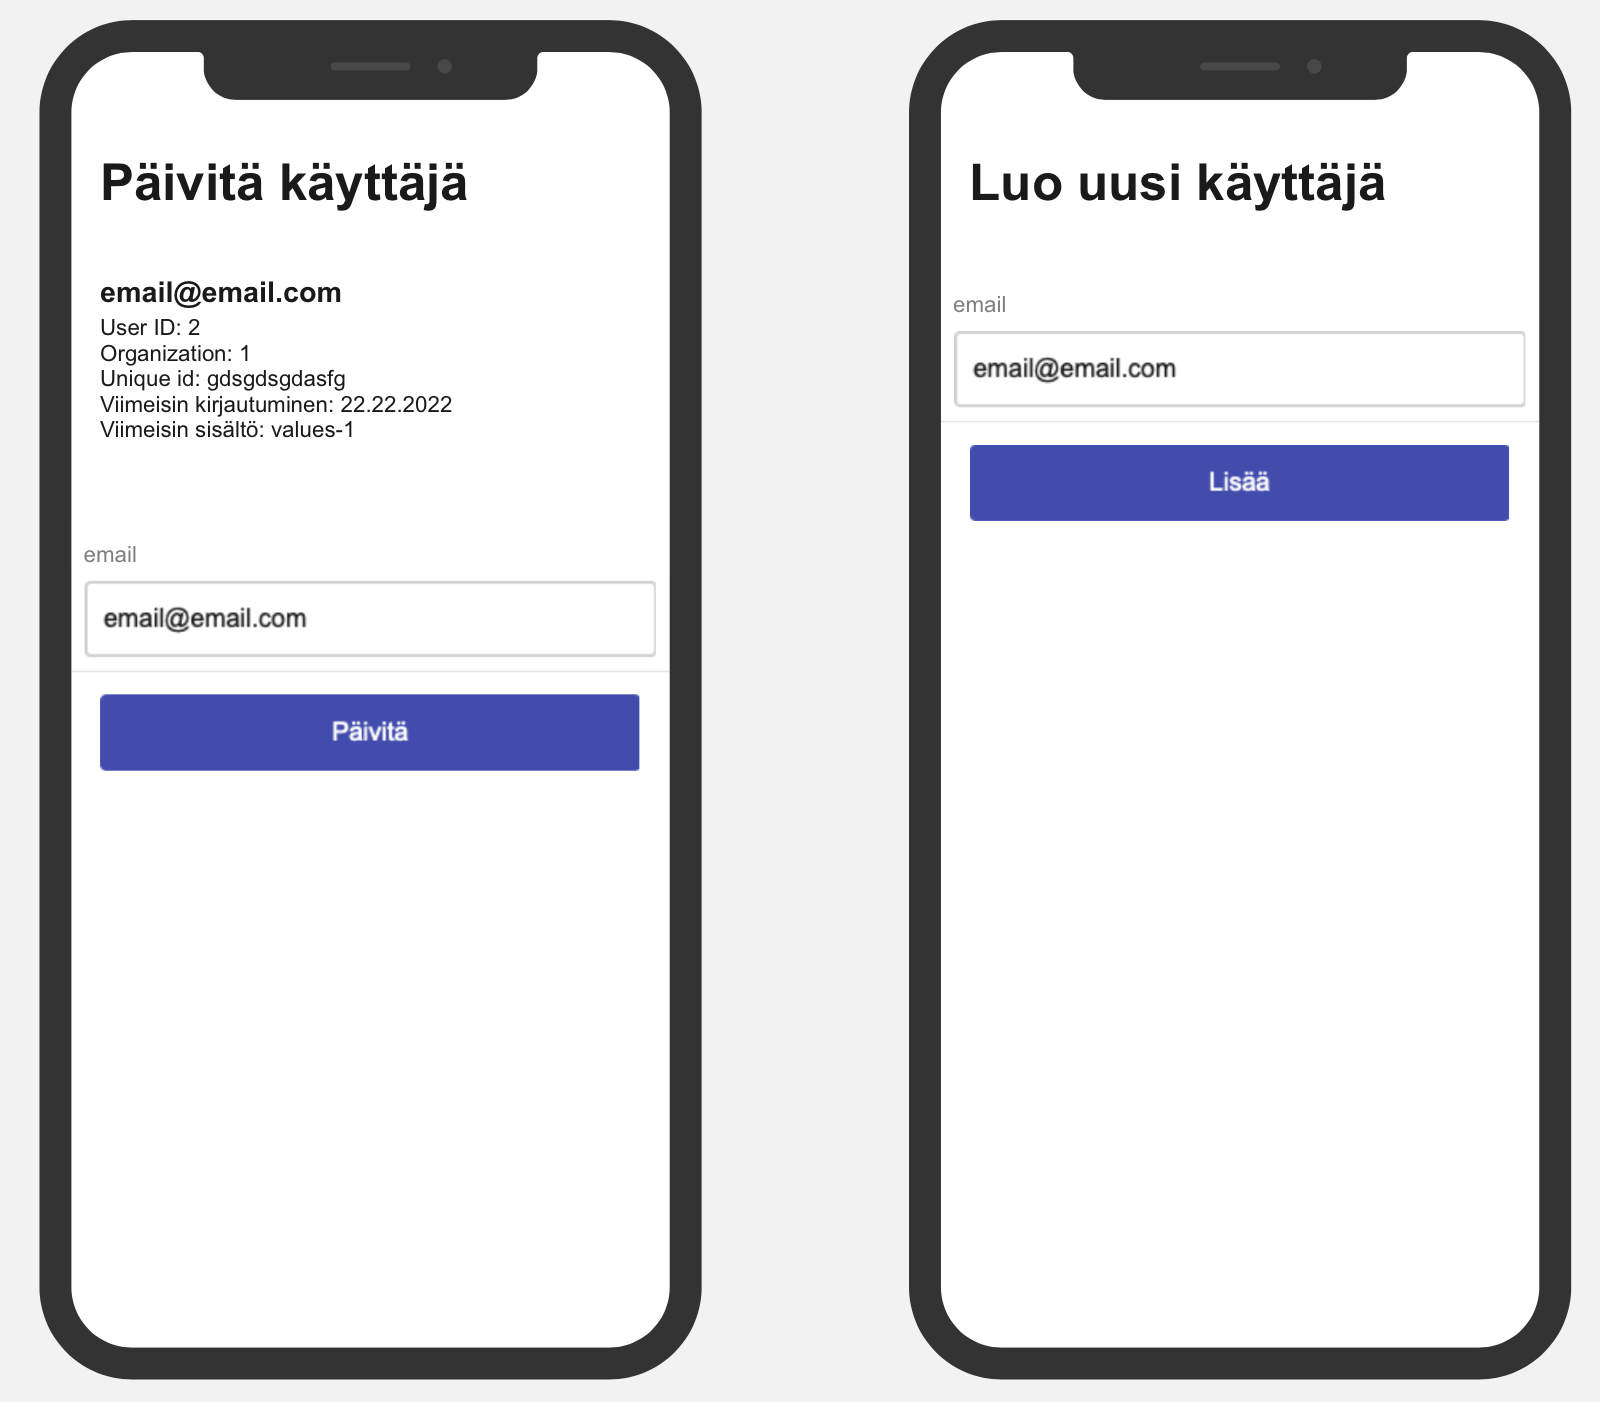 Päivitä käyttäjä
email@email.com
User ID: 2
Organization: 1
Unique id: gdsgdsgdasfg
Viimeisin kirjautuminen: 22.22.2022
Viimeisin sisältö: values-1
email
email@email.com
Päivitä
Luo uusi käyttäjä
email
email@email.com
Lisää